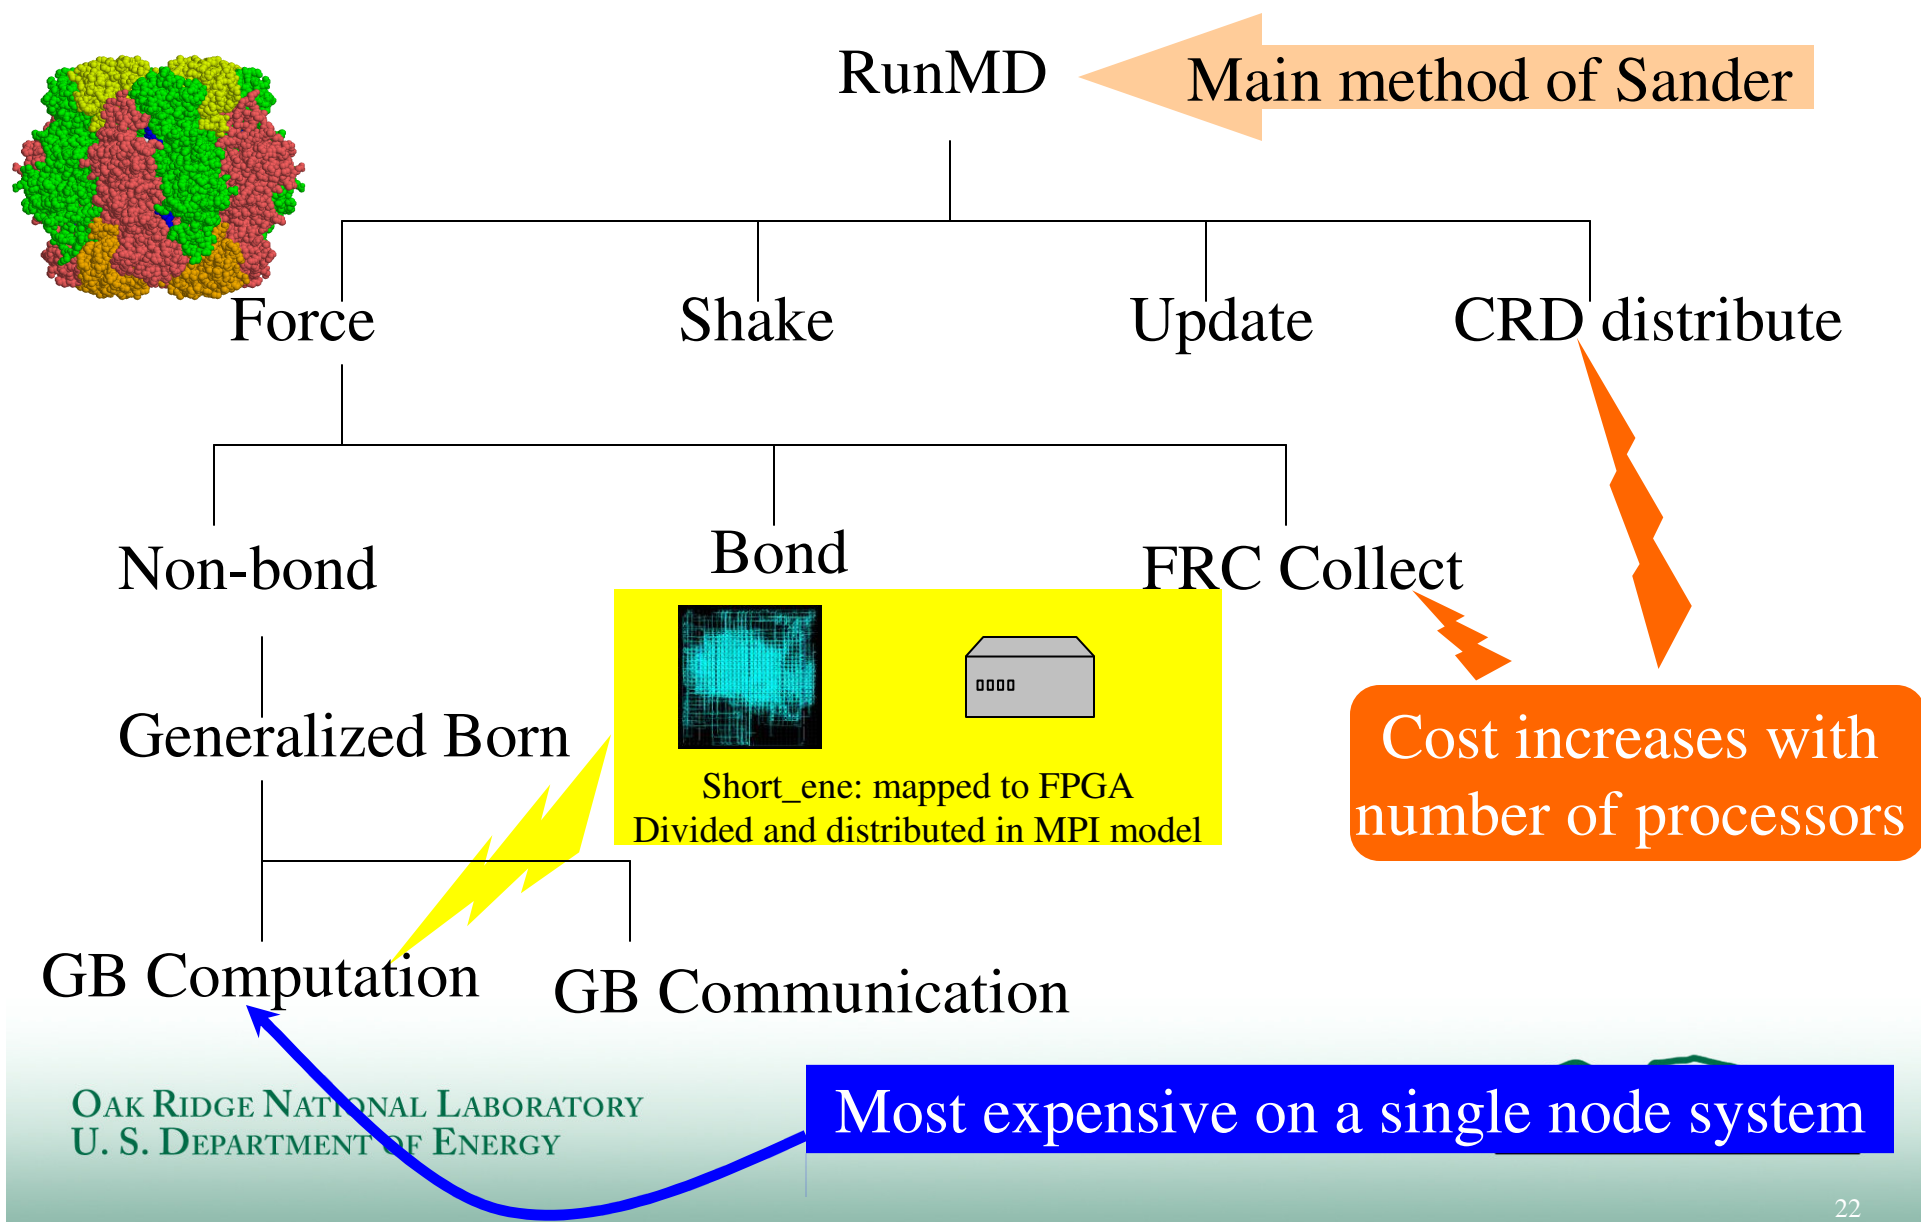 RunMD
Main method of Sander
Force
Shake
Update
CRD distribute
Non-bond
Bond
FRC Collect
Generalized Born
Short_ene: mapped to FPGA
Divided and distributed in MPI model
Cost increases with
number of processors
GB Computation
GB Communication
OAK RIDGE NATIONAL LABORATORY
U. S. DEPARTMENT OF ENERGY
Most expensive on a single node system
22